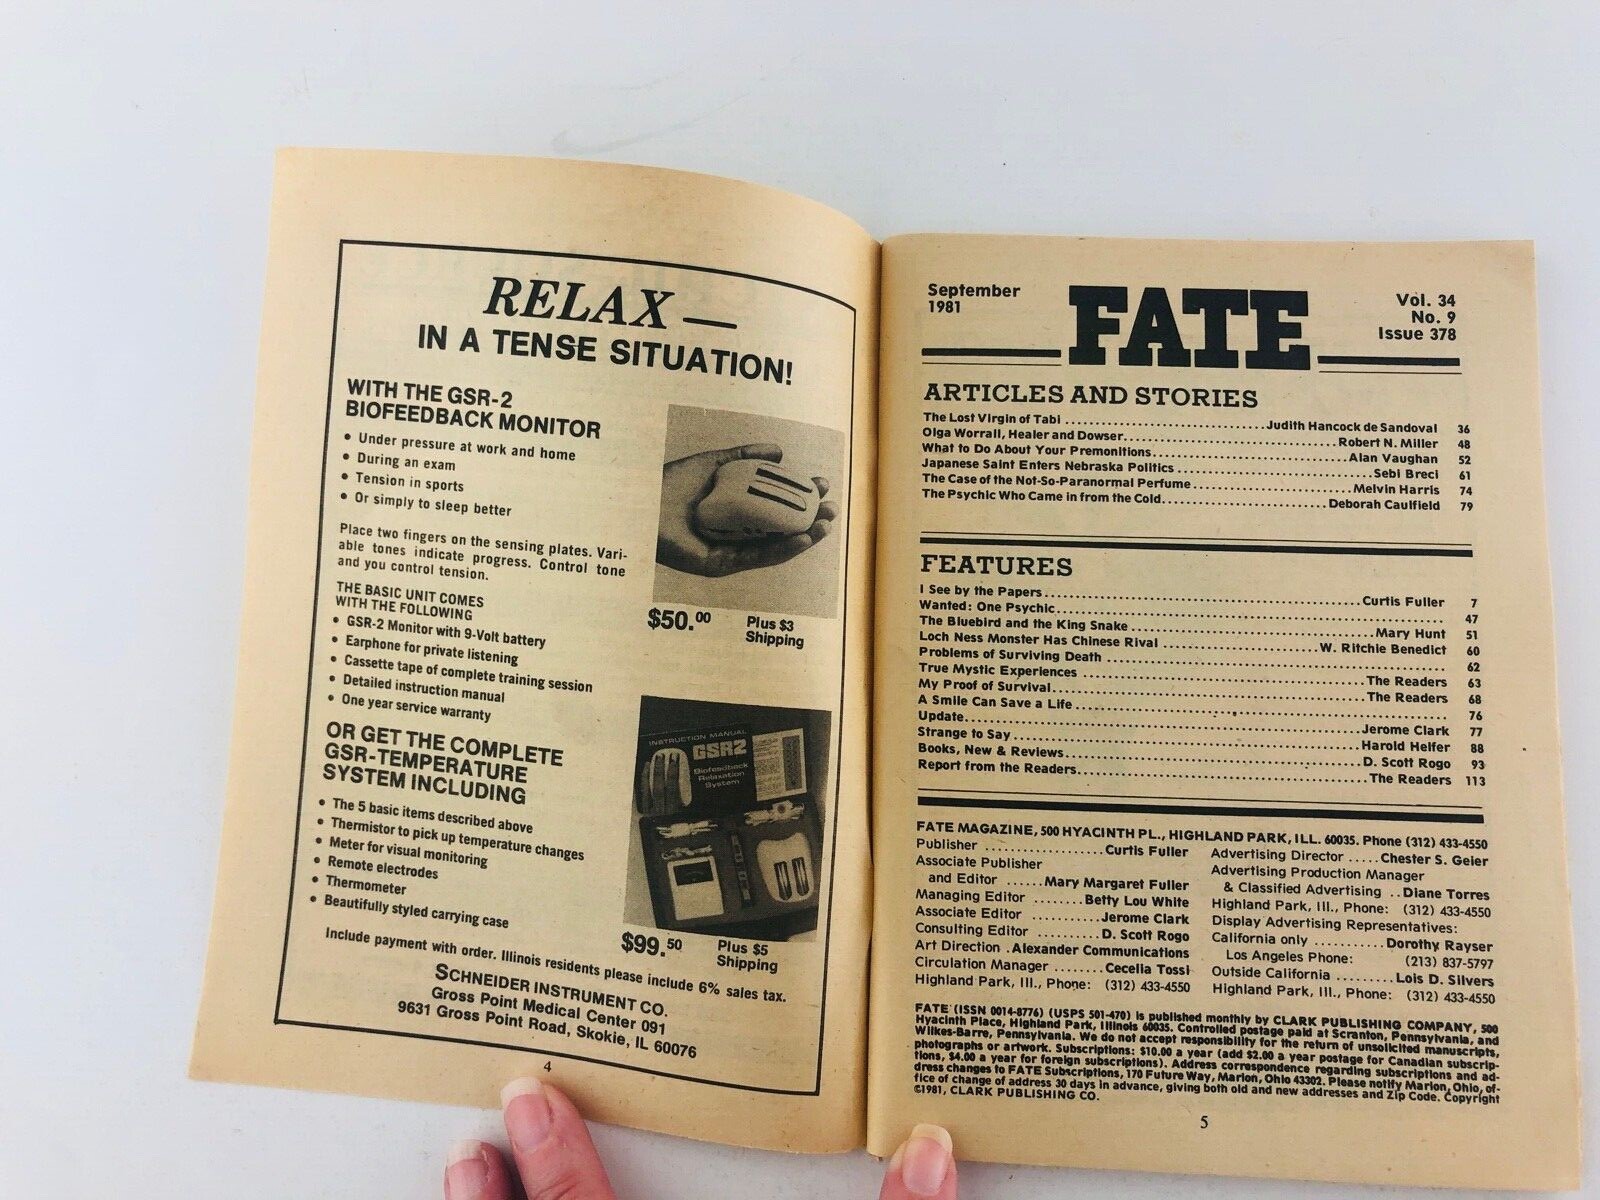 RELAX —
IN A TENSE SITUATION!
WITH THE GSR-2
BIOFEEDBACK MONITOR
• Under pressure at work and home
• During an exam
• Tension in sports
• Or simply to sleep better
Place two fingers on the sensing plates. Vari-
able tones indicate progress. Control tone
and you control tension.
THE BASIC UNIT COMES
WITH THE FOLLOWING
• GSR-2 Monitor with 9-Volt battery
• Earphone for private listening
• Cassette tape of complete training session
• Detailed instruction manual
• One year service warranty
$50.00 Plus $3
Shipping
OR GET THE COMPLETE
GSR-TEMPERATURE
SYSTEM INCLUDING
• The 5 basic items described above
• Thermistor to pick up temperature changes
• Meter for visual monitoring
• Remote electrodes
• Thermometer
• Beautifully styled carrying case
INSTRUCTION MANUAL
GSR2
Biofeedback
Relaxation
System
$99.50 Plus $5
Shipping
Include payment with order. Illinois residents please include 6% sales tax.
SCHNEIDER INSTRUMENT CO.
Gross Point Medical Center 091
9631 Gross Point Road, Skokie, IL 60076
4
September
1981
FATE
Vol. 34
No. 9
Issue 378
ARTICLES AND STORIES
The Lost Virgin of Tabi ..... Judith Hancock de Sandoval 36
Olga Worrall, Healer and Dowser..... Robert N. Miller 48
What to Do About Your Premonitions..... Alan Vaughan 52
Japanese Saint Enters Nebraska Politics ..... Sebi Breci 61
The Case of the Not-So-Paranormal Perfume..... Melvin Harris 74
The Psychic Who Came in from the Cold..... Deborah Caulfield 79
FEATURES
I See by the Papers..... Curtis Fuller 7
Wanted: One Psychic..... 47
The Bluebird and the King Snake ..... Mary Hunt 51
Loch Ness Monster Has Chinese Rival ..... W. Ritchie Benedict 60
Problems of Surviving Death ..... 62
True Mystic Experiences ..... The Readers 63
My Proof of Survival..... The Readers 68
A Smile Can Save a Life ..... 76
Update..... Jerome Clark 77
Strange to Say ..... Harold Helfer 88
Books, New & Reviews..... D. Scott Rogo 93
Report from the Readers..... The Readers 113
FATE MAGAZINE, 500 HYACINTH PL., HIGHLAND PARK, ILL. 60035. Phone (312) 433-4550
Publisher ..... Curtis Fuller
Associate Publisher
and Editor ..... Mary Margaret Fuller
Managing Editor ..... Betty Lou White
Associate Editor ..... Jerome Clark
Consulting Editor ..... D. Scott Rogo
Art Direction . Alexander Communications
Circulation Manager ..... Cecelia Tossi
Highland Park, Ill., Phone: (312) 433-4550
Advertising Director ..... Chester S. Geier
Advertising Production Manager
& Classified Advertising .. Diane Torres
Highland Park, Ill., Phone: (312) 433-4550
Display Advertising Representatives:
California only ..... Dorothy Rayser
Los Angeles Phone: (213) 837-5797
Outside California ..... Lois D. Silvers
Highland Park, Ill., Phone: (312) 433-4550
FATE (ISSN 0014-8776) (USPS 501-470) is published monthly by CLARK PUBLISHING COMPANY, 500
Hyacinth Place, Highland Park, Illinois 60035. Controlled postage paid at Scranton, Pennsylvania, and
Wilkes-Barre, Pennsylvania. We do not accept responsibility for the return of unsolicited manuscripts,
photographs or artwork. Subscriptions: $10.00 a year (add $2.00 a year postage for Canadian subscrip-
tions, $4.00 a year for foreign subscriptions). Address correspondence regarding subscriptions and ad-
dress changes to FATE Subscriptions, 170 Future Way, Marion, Ohio 43302. Please notify Marion, Ohio, of-
fice of change of address 30 days in advance, giving both old and new addresses and Zip Code. Copyright
©1981, CLARK PUBLISHING CO.
5